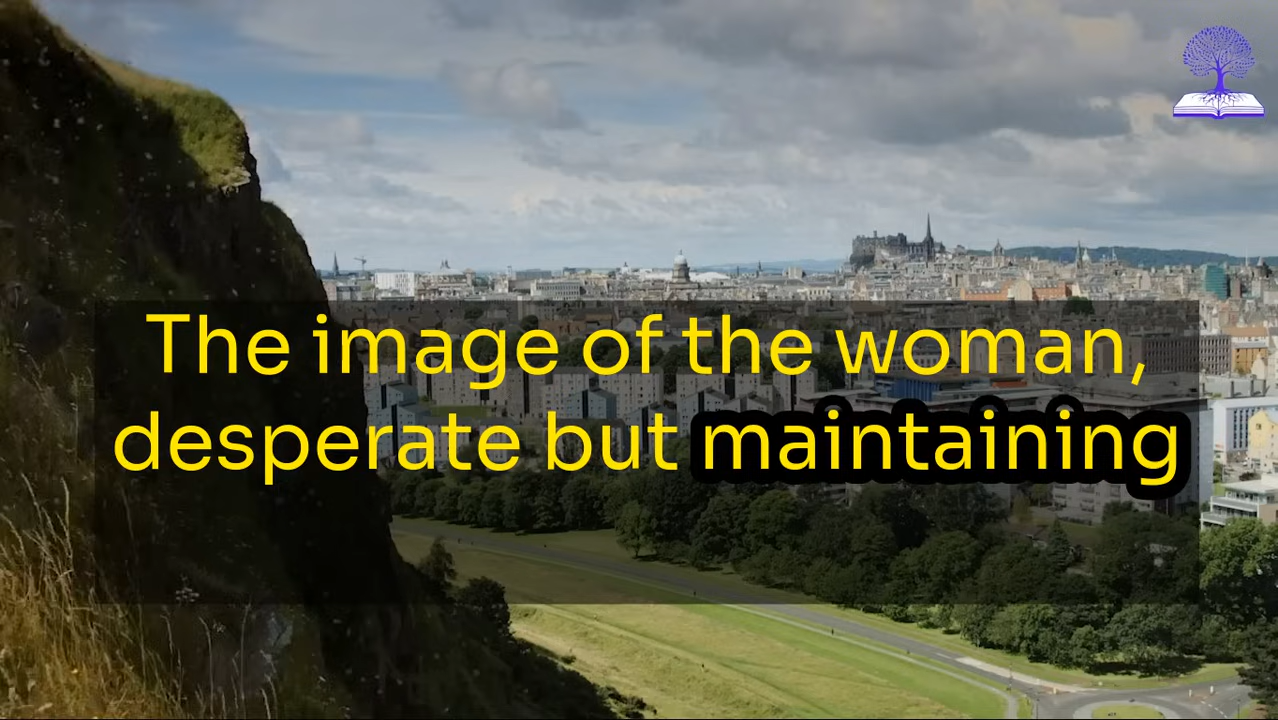 The image of the woman,
desperate but maintaining